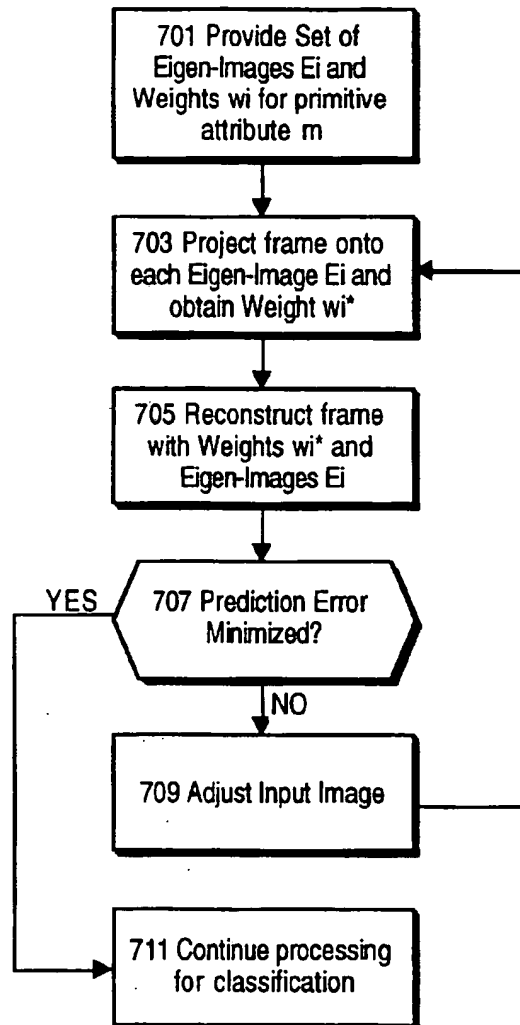 701 Provide Set of
Eigen-Images Ei and
Weights wi for primitive
attribute m
703 Project frame onto
each Eigen-Image Ei and
obtain Weight wi*
705 Reconstruct frame
with Weights wi* and
Eigen-Images Ei
707 Prediction Error
Minimized?
YES
NO
709 Adjust Input Image
711 Continue processing
for classification